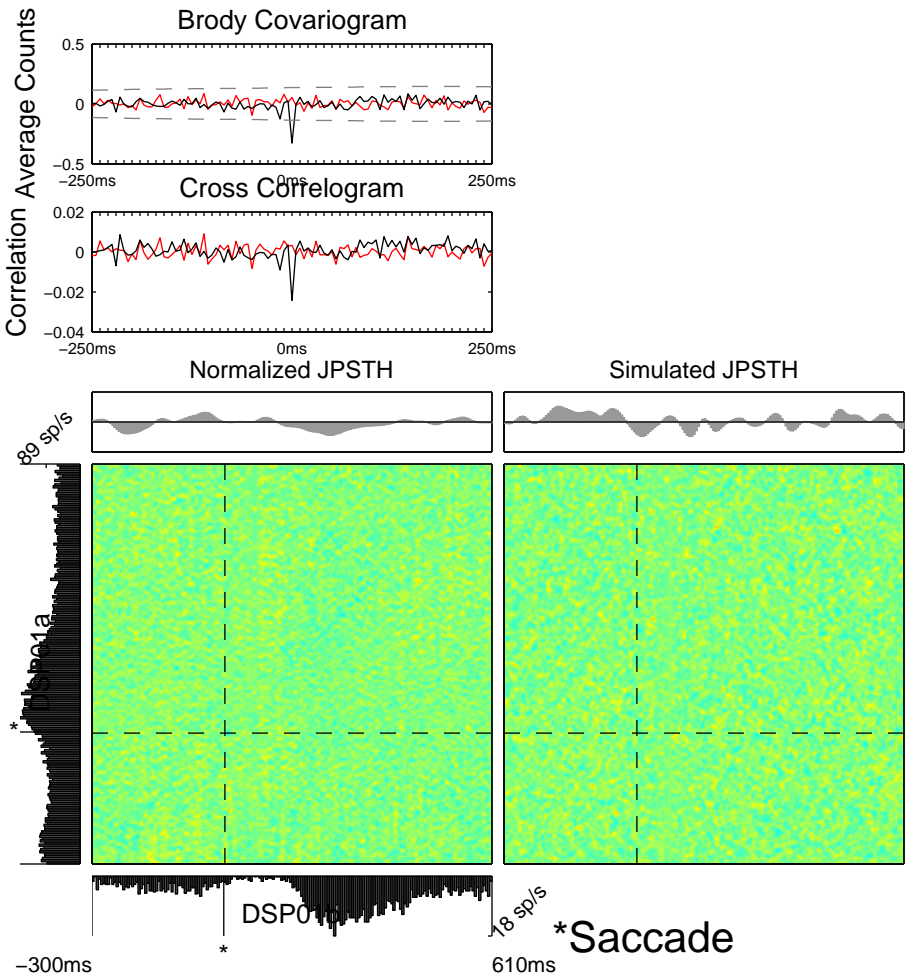 Brody Covariogram
Average Counts
0.5
0
−0.5
−250ms
0ms
250ms
Cross Correlogram
Correlation
0.02
0
−0.02
−0.04
−250ms
0ms
250ms
Normalized JPSTH
Simulated JPSTH
89 sp/s
DSP01a
*
DSP01b
18 sp/s
*
*Saccade
−300ms
610ms